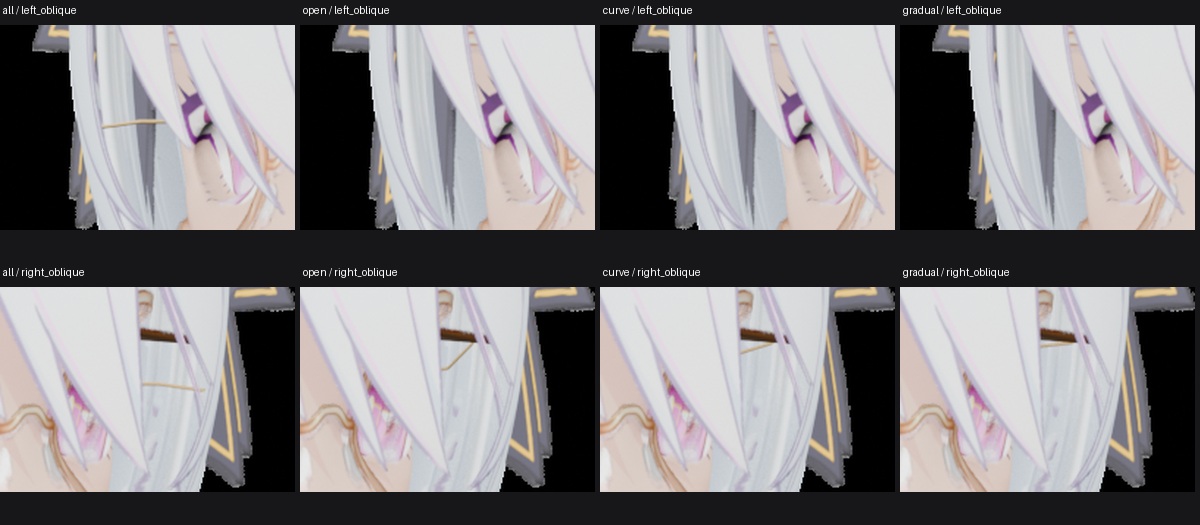 all / left_oblique
open / left_oblique
curve / left_oblique
gradual / left_oblique
all / right_oblique
open / right_oblique
curve / right_oblique
gradual / right_oblique